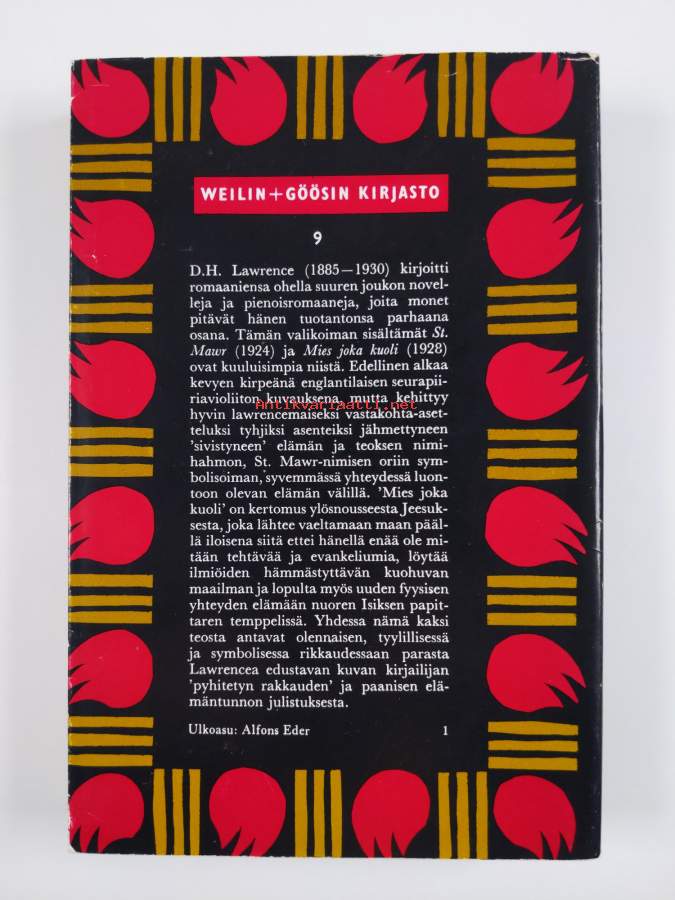 WEILIN+GÖÖSIN KIRJASTO
9
D.H. Lawrence (1885—1930) kirjoitti
romaaniensa ohella suuren joukon novel-
leja ja pienoisromaaneja, joita monet
pitävät hänen tuotantonsa parhaana
osana. Tämän valikoiman sisältämät St.
Mawr (1924) ja Mies joka kuoli (1928)
ovat kuuluisimpia niistä. Edellinen alkaa
kevyen kirpeänä englantilaisen seurapii-
riavioliiton kuvauksena, mutta kehittyy
Antikvariaatti.net
hyvin lawrencemaiseksi vastakohta-aset-
teluksi tyhjiksi asenteiksi jähmettyneen
'sivistyneen' elämän ja teoksen nimi-
hahmon, St. Mawr-nimisen oriin sym-
bolisoiman, syvemmässä yhteydessä luon-
toon olevan elämän välillä. 'Mies joka
kuoli' on kertomus ylösnousseesta Jeesuk-
sesta, joka lähtee vaeltamaan maan pääl-
lä iloisena siitä ettei hänellä enää ole mi-
tään tehtävää ja evankeliumia, löytää
ilmiöiden hämmästyttävän kuohuvan
maailman ja lopulta myös uuden fyysisen
yhteyden elämään nuoren Isiksen papit-
taren temppelissä. Yhdessa nämä kaksi
teosta antavat olennaisen, tyylillisessä
ja symbolisessa rikkaudessaan parasta
Lawrencea edustavan kuvan kirjailijan
'pyhitetyn rakkauden' ja paanisen elä-
mäntunnon julistuksesta.
Ulkoasu: Alfons Eder 1